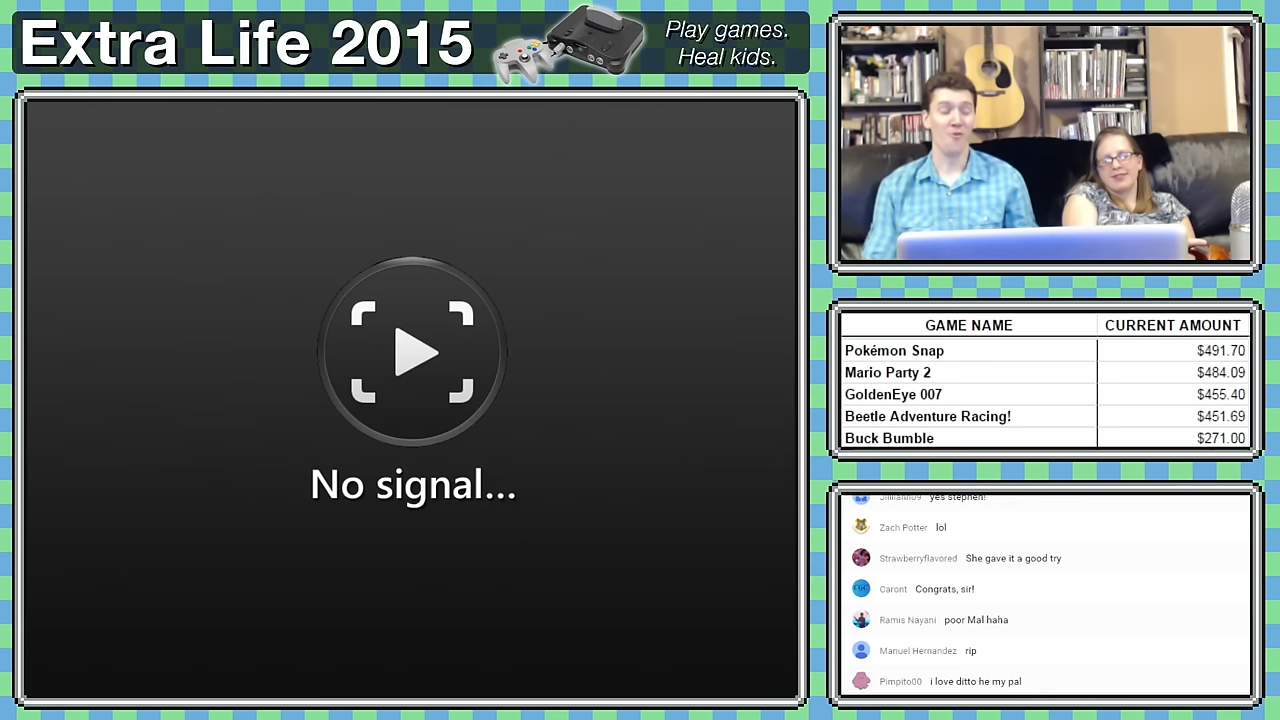 Extra Life 2015
Play games.
Heal kids.
No signal...
GAME NAME CURRENT AMOUNT
Pokémon Snap $491.70
Mario Party 2 $484.09
GoldenEye 007 $455.40
Beetle Adventure Racing! $451.69
Buck Bumble $271.00
yes stephen!
Zach Potter lol
Strawberryflavored She gave it a good try
Caront Congrats, sir!
Ramis Nayani poor Mal haha
Manuel Hernandez rip
Pimpito00 i love ditto he my pal